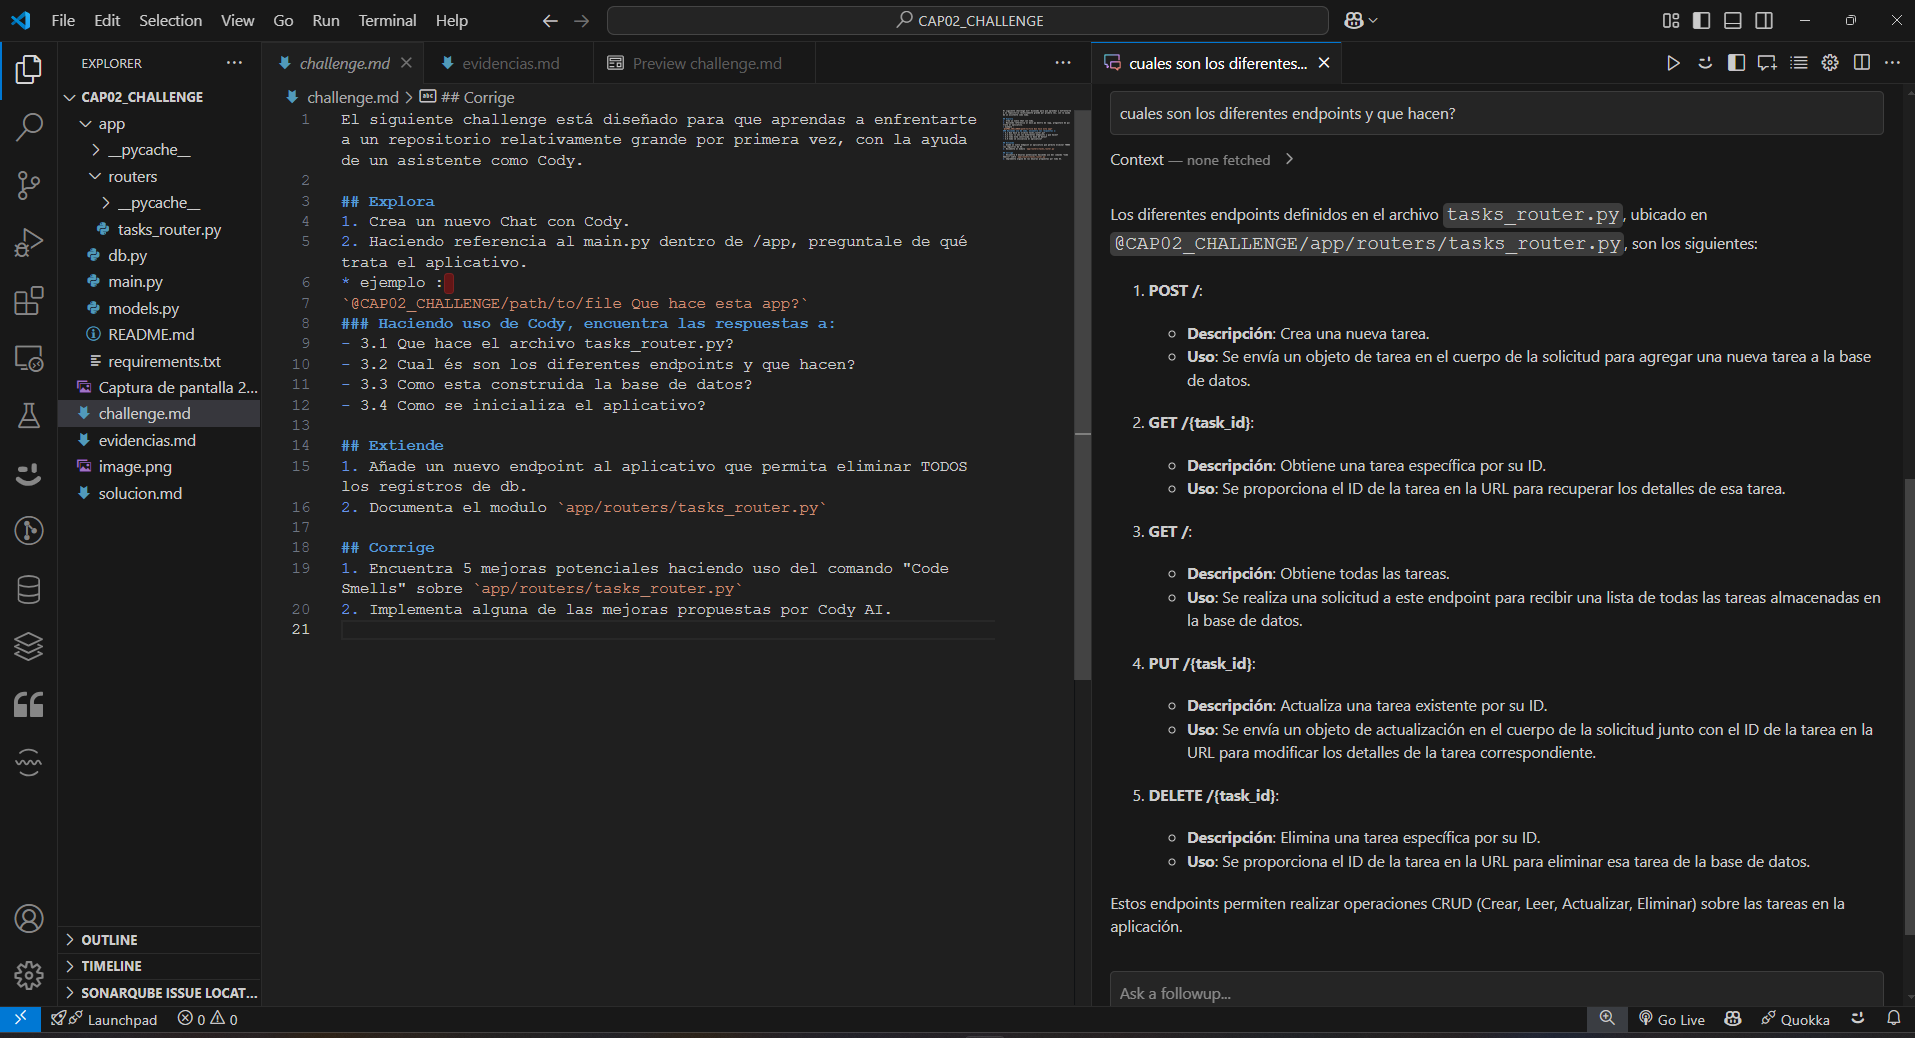 File Edit Selection View Go Run Terminal Help
CAP02_CHALLENGE
EXPLORER
CAP02_CHALLENGE
app
__pycache__
routers
__pycache__
tasks_router.py
db.py
main.py
models.py
README.md
requirements.txt
Captura de pantalla 2...
challenge.md
evidencias.md
image.png
solucion.md
OUTLINE
TIMELINE
SONARQUBE ISSUE LOCAT...
challenge.md
evidencias.md
Preview challenge.md
challenge.md > ## Corrige
1 El siguiente challenge está diseñado para que aprendas a enfrentarte
a un repositorio relativamente grande por primera vez, con la ayuda
de un asistente como Cody.
2
3 ## Explora
4 1. Crea un nuevo Chat con Cody.
5 2. Haciendo referencia al main.py dentro de /app, preguntale de qué
trata el aplicativo.
6 * ejemplo :
7 `@CAP02_CHALLENGE/path/to/file Que hace esta app?`
8 ### Haciendo uso de Cody, encuentra las respuestas a:
9 - 3.1 Que hace el archivo tasks_router.py?
10 - 3.2 Cual és son los diferentes endpoints y que hacen?
11 - 3.3 Como esta construida la base de datos?
12 - 3.4 Como se inicializa el aplicativo?
13
14 ## Extiende
15 1. Añade un nuevo endpoint al aplicativo que permita eliminar TODOS
los registros de db.
16 2. Documenta el modulo `app/routers/tasks_router.py`
17
18 ## Corrige
19 1. Encuentra 5 mejoras potenciales haciendo uso del comando "Code
Smells" sobre `app/routers/tasks_router.py`
20 2. Implementa alguna de las mejoras propuestas por Cody AI.
21
cuales son los diferentes...
cuales son los diferentes endpoints y que hacen?
Context — none fetched
Los diferentes endpoints definidos en el archivo tasks_router.py, ubicado en
@CAP02_CHALLENGE/app/routers/tasks_router.py, son los siguientes:
1. POST /:
Descripción: Crea una nueva tarea.
Uso: Se envía un objeto de tarea en el cuerpo de la solicitud para agregar una nueva tarea a la base
de datos.
2. GET /{task_id}:
Descripción: Obtiene una tarea específica por su ID.
Uso: Se proporciona el ID de la tarea en la URL para recuperar los detalles de esa tarea.
3. GET /:
Descripción: Obtiene todas las tareas.
Uso: Se realiza una solicitud a este endpoint para recibir una lista de todas las tareas almacenadas en
la base de datos.
4. PUT /{task_id}:
Descripción: Actualiza una tarea existente por su ID.
Uso: Se envía un objeto de actualización en el cuerpo de la solicitud junto con el ID de la tarea en la
URL para modificar los detalles de la tarea correspondiente.
5. DELETE /{task_id}:
Descripción: Elimina una tarea específica por su ID.
Uso: Se proporciona el ID de la tarea en la URL para eliminar esa tarea de la base de datos.
Estos endpoints permiten realizar operaciones CRUD (Crear, Leer, Actualizar, Eliminar) sobre las tareas en la
aplicación.
Ask a followup...
Launchpad 0 0
Go Live Quokka